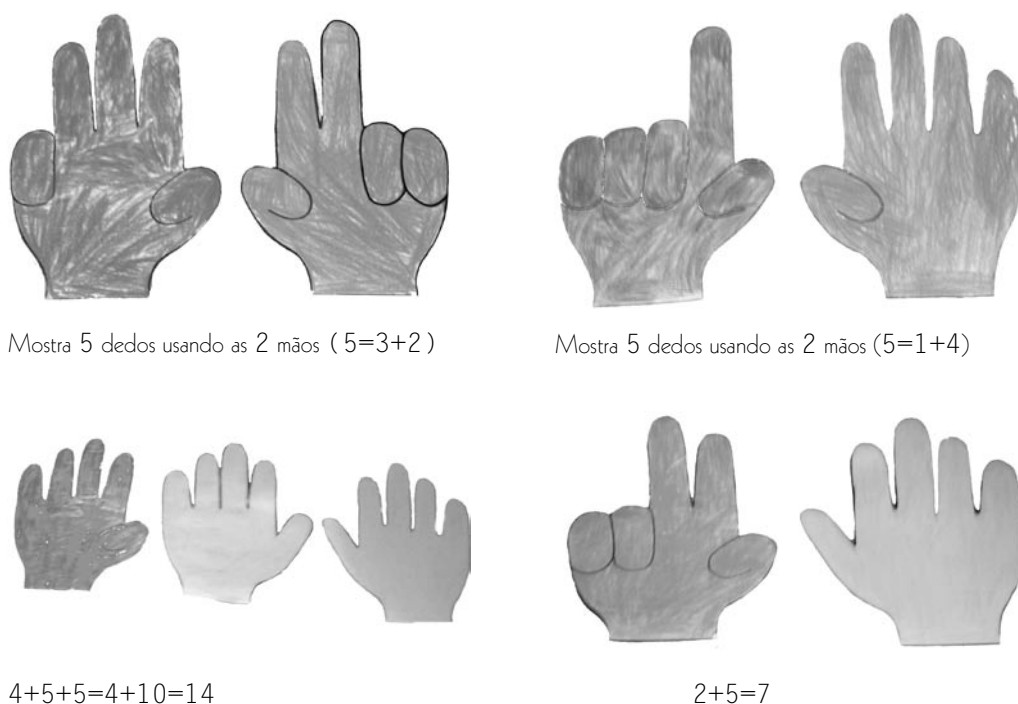 Mostra 5 dedos usando as 2 mãos ( 5=3+2 )
Mostra 5 dedos usando as 2 mãos (5=1+4)
4+5+5=4+10=14
2+5=7